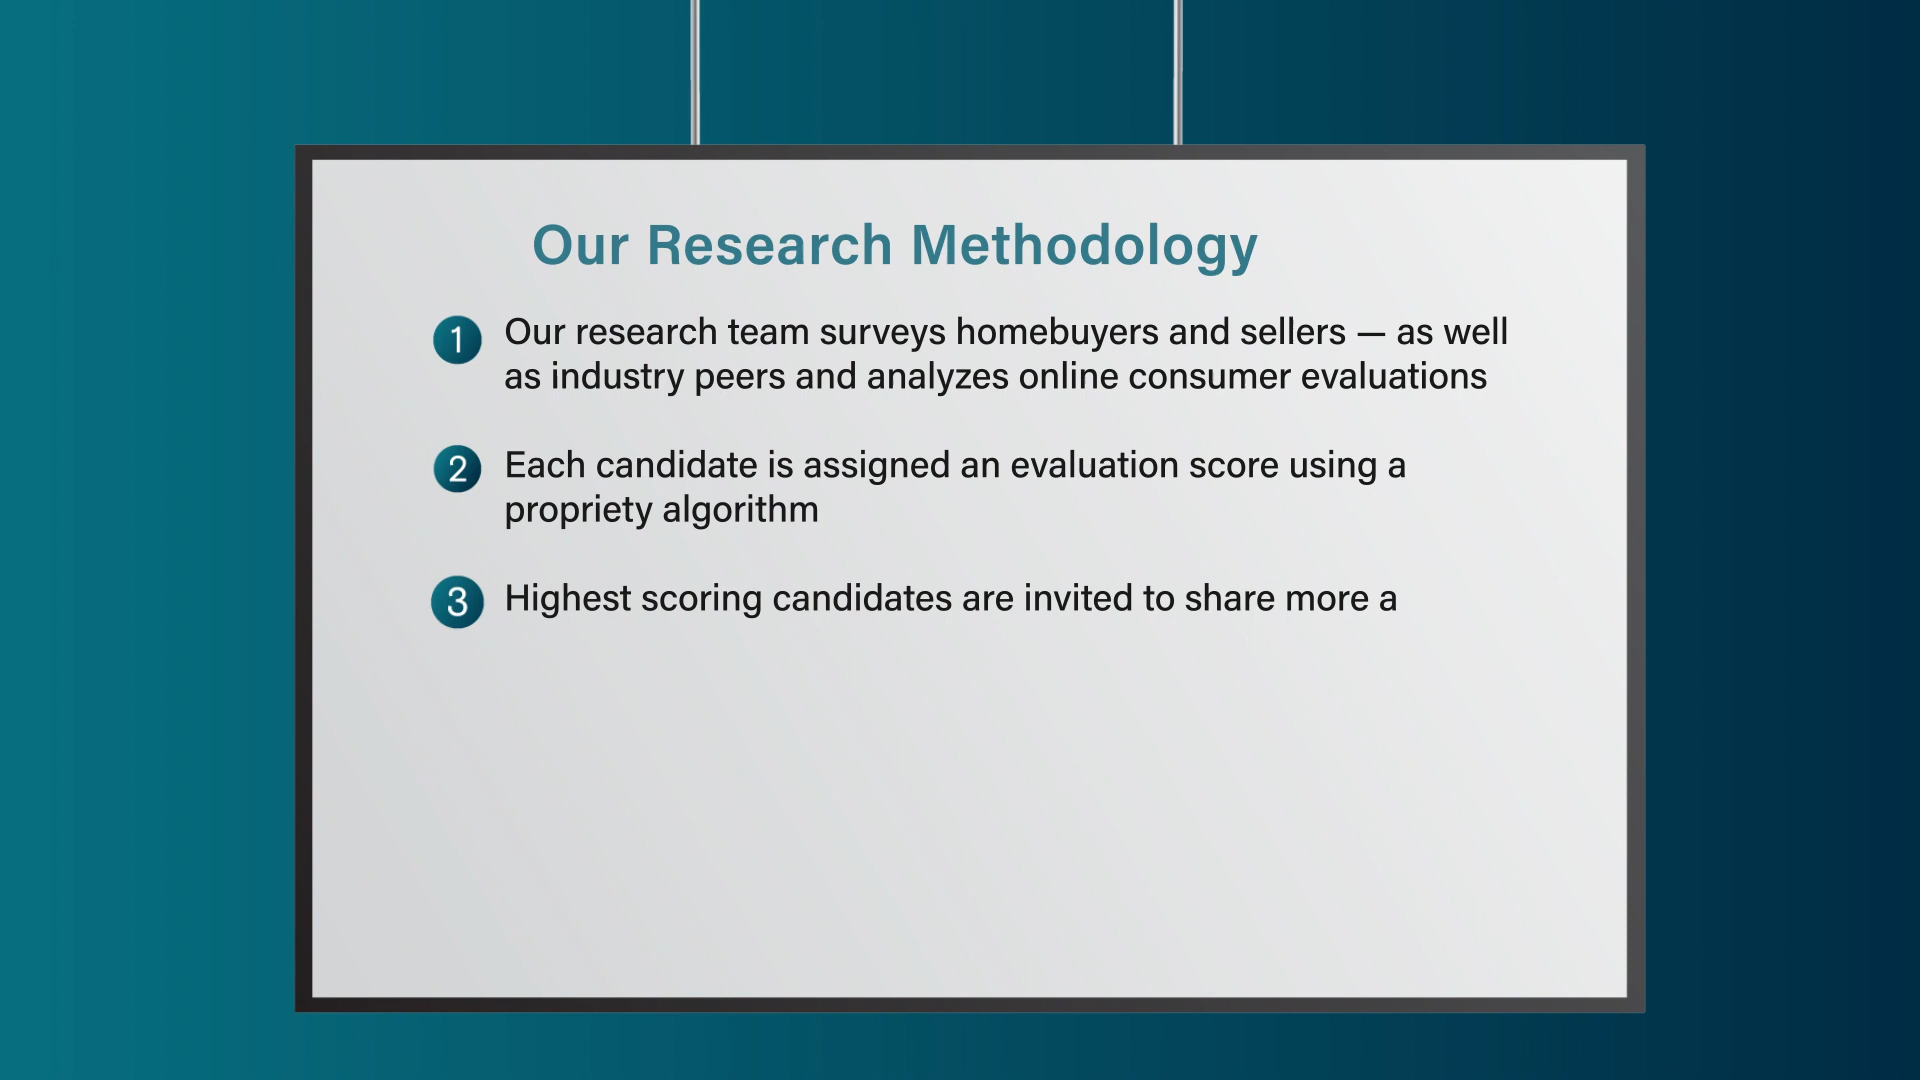 Our Research Methodology
1 Our research team surveys homebuyers and sellers — as well
as industry peers and analyzes online consumer evaluations
2 Each candidate is assigned an evaluation score using a
propriety algorithm
3 Highest scoring candidates are invited to share more a